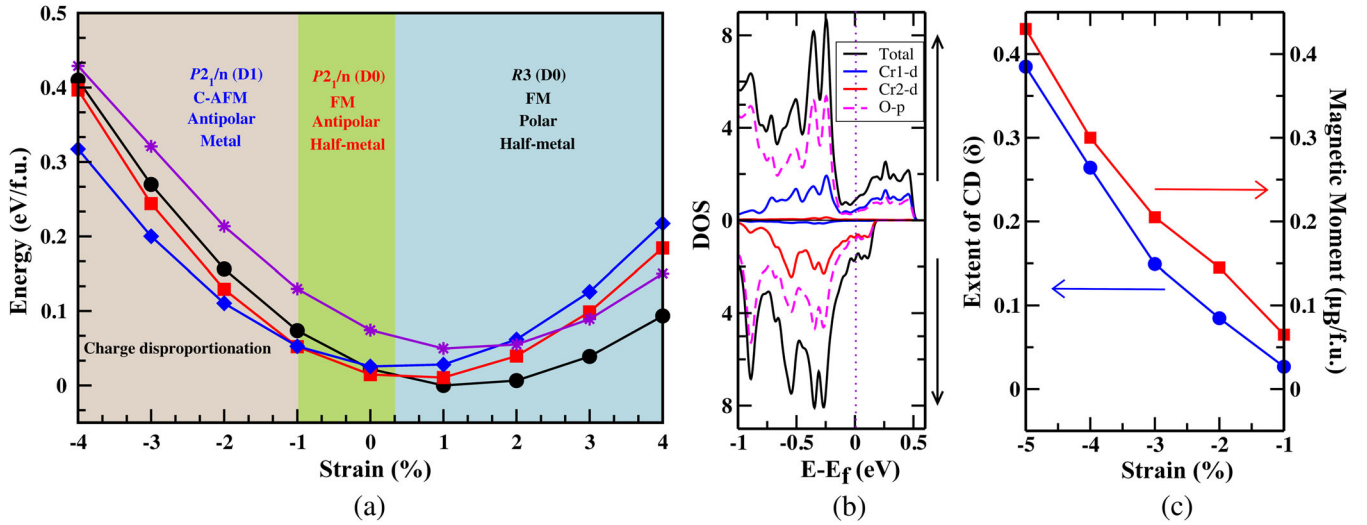 0.5
0.4
0.3
0.2
0.1
0
Energy (eV/f.u.)
P2₁/n (D1)
C-AFM
Antipolar
Metal
P2₁/n (D0)
FM
Antipolar
Half-metal
R3 (D0)
FM
Polar
Half-metal
Charge disproportionation
-4 -3 -2 -1 0 1 2 3 4
Strain (%)
(a)
8
4
0
4
8
DOS
Total
Cr1-d
Cr2-d
O-p
-1 -0.5 0 0.5
E-E_f (eV)
(b)
0.4
0.3
0.2
0.1
0
Extent of CD (δ)
0.4
0.3
0.2
0.1
0
Magnetic Moment (μ_B/f.u.)
-5 -4 -3 -2 -1
Strain (%)
(c)